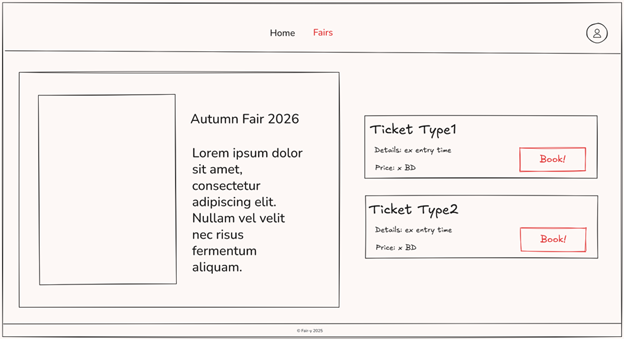 Home Fairs
Autumn Fair 2026
Lorem ipsum dolor
sit amet,
consectetur
adipiscing elit.
Nullam vel velit
nec risus
fermentum
aliquam.
Ticket Type1
Details: ex entry time
Price: x BD
Book!
Ticket Type2
Details: ex entry time
Price: x BD
Book!
© Fair-y 2025